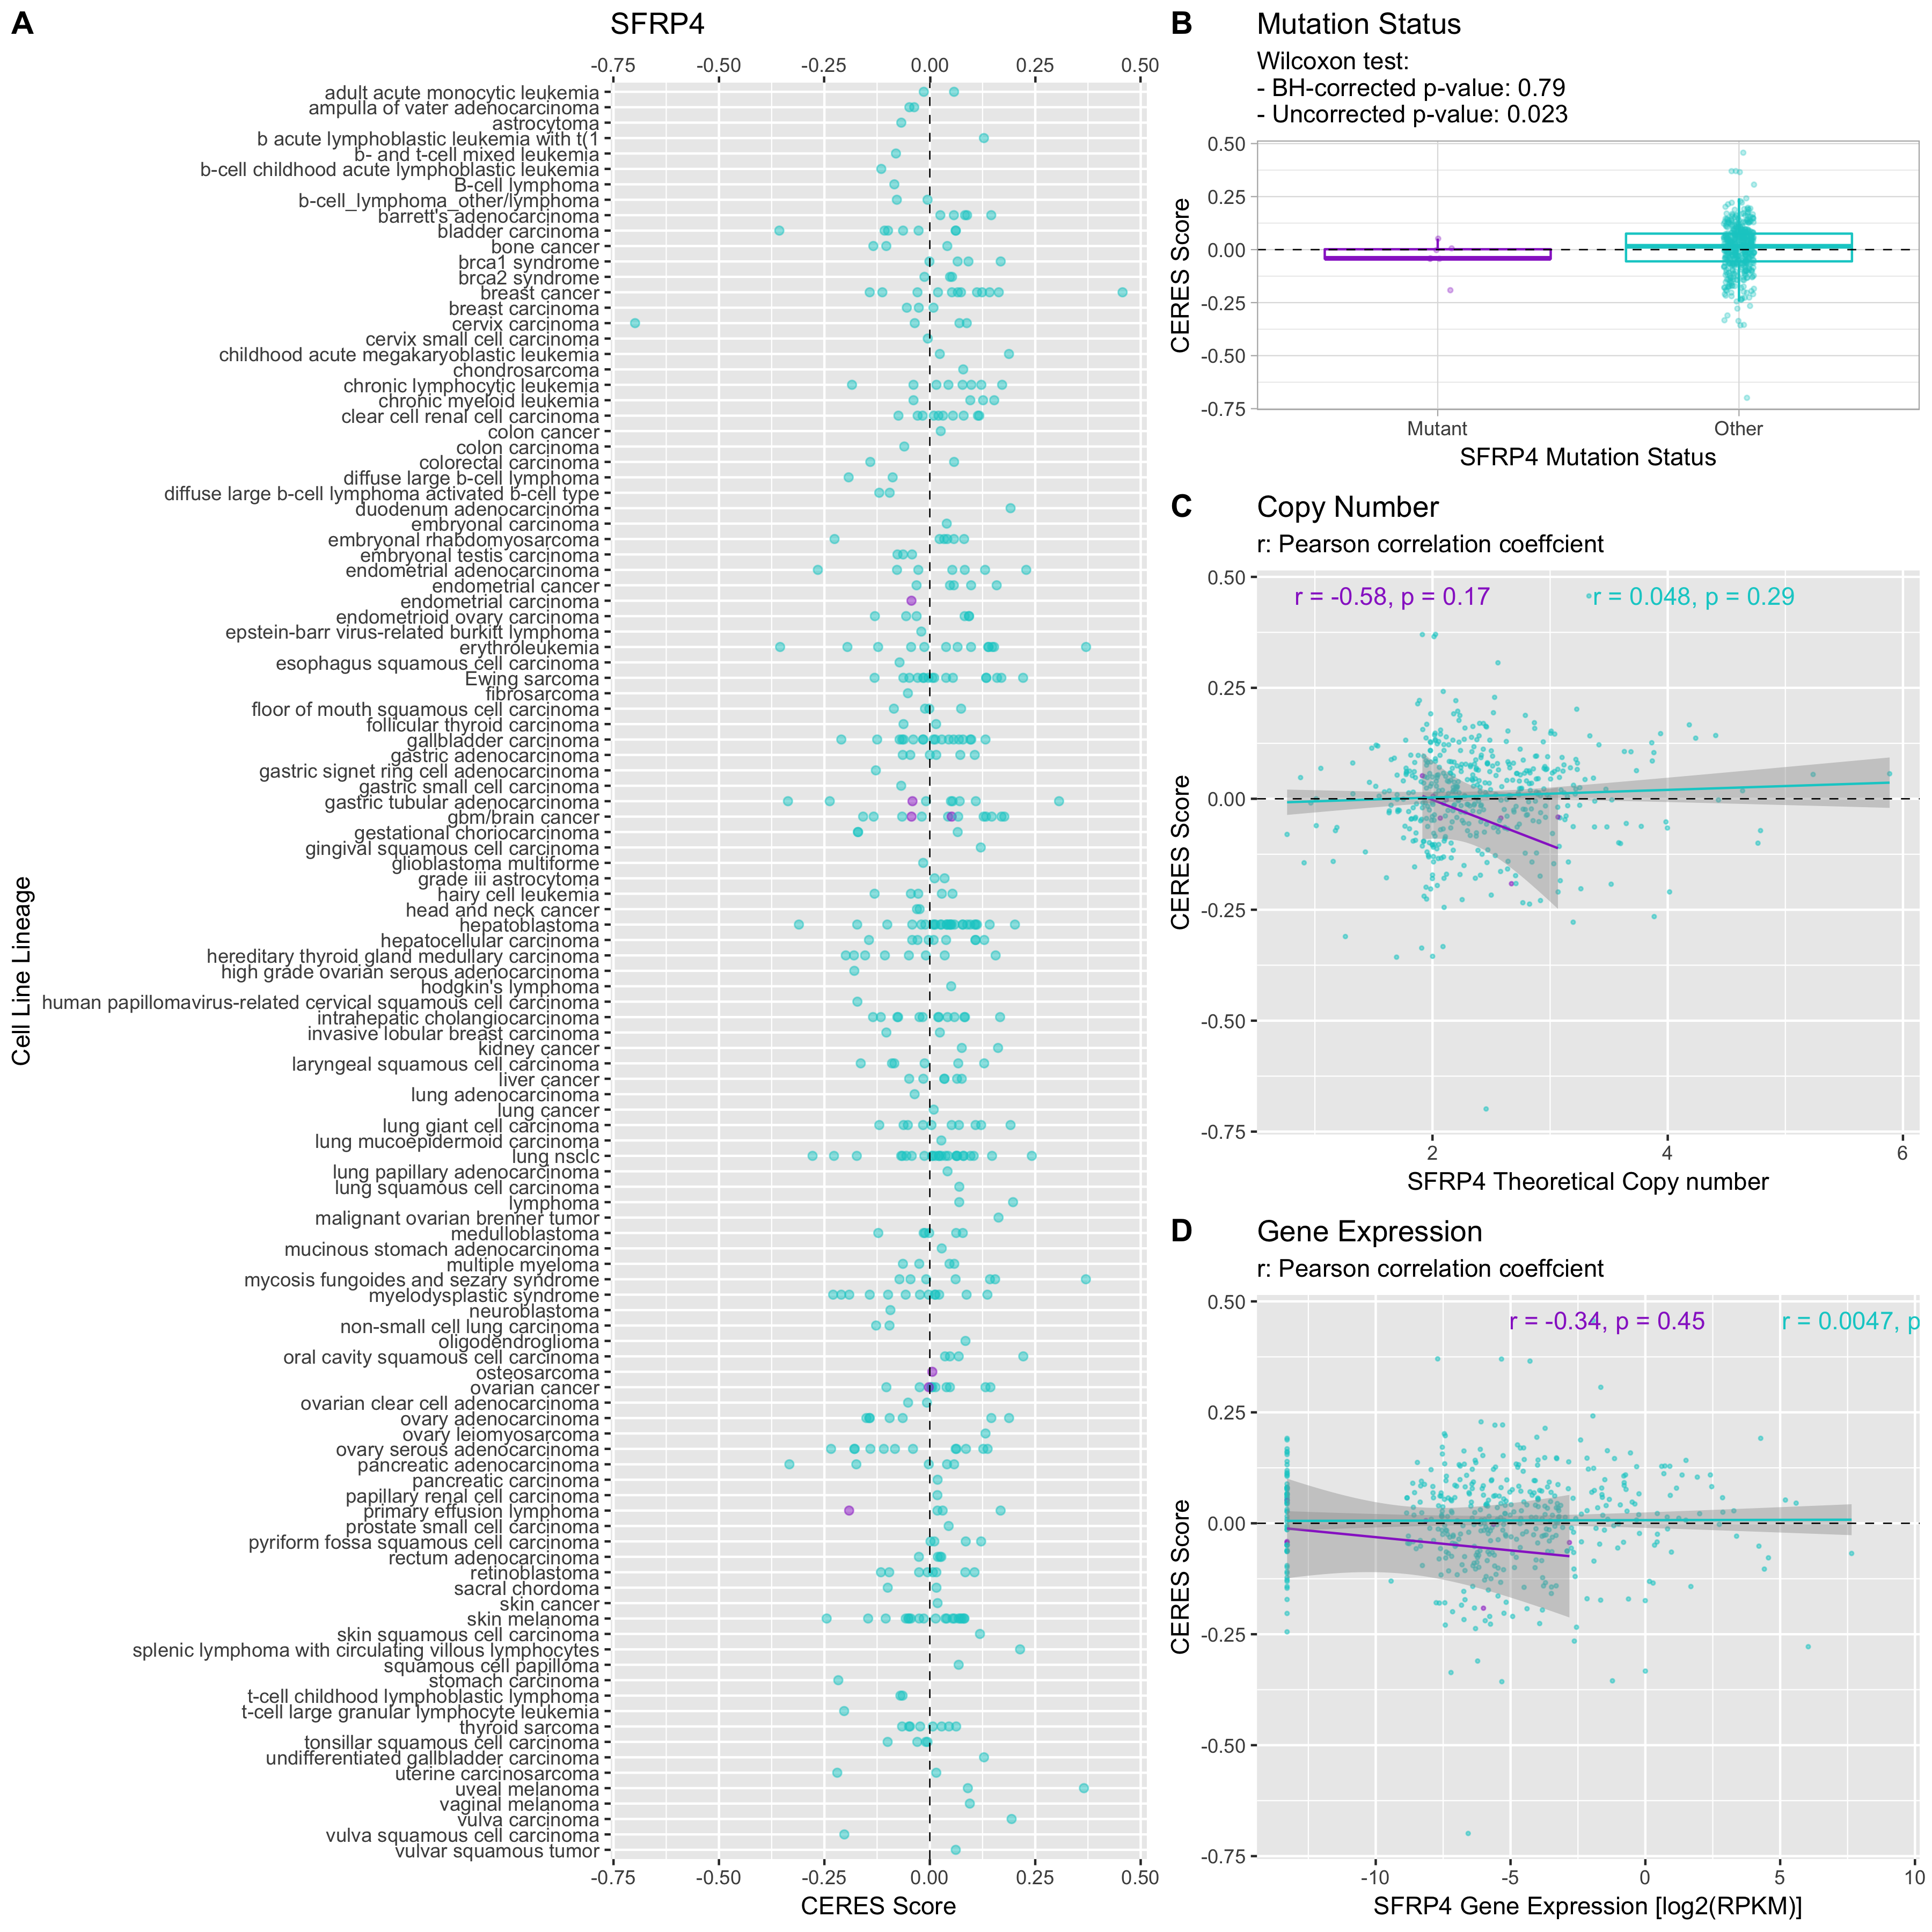 A
SFRP4
-0.75 -0.50 -0.25 0.00 0.25 0.50
adult acute monocytic leukemia
ampulla of vater adenocarcinoma
astrocytoma
b acute lymphoblastic leukemia with t(1
b- and t-cell mixed leukemia
b-cell childhood acute lymphoblastic leukemia
B-cell lymphoma
b-cell_lymphoma_other/lymphoma
barrett's adenocarcinoma
bladder carcinoma
bone cancer
brca1 syndrome
brca2 syndrome
breast cancer
breast carcinoma
cervix carcinoma
cervix small cell carcinoma
childhood acute megakaryoblastic leukemia
chondrosarcoma
chronic lymphocytic leukemia
chronic myeloid leukemia
clear cell renal cell carcinoma
colon cancer
colon carcinoma
colorectal carcinoma
diffuse large b-cell lymphoma
diffuse large b-cell lymphoma activated b-cell type
duodenum adenocarcinoma
embryonal carcinoma
embryonal rhabdomyosarcoma
embryonal testis carcinoma
endometrial adenocarcinoma
endometrial cancer
endometrial carcinoma
endometrioid ovary carcinoma
epstein-barr virus-related burkitt lymphoma
erythroleukemia
esophagus squamous cell carcinoma
Ewing sarcoma
fibrosarcoma
floor of mouth squamous cell carcinoma
follicular thyroid carcinoma
gallbladder carcinoma
gastric adenocarcinoma
gastric signet ring cell adenocarcinoma
gastric small cell carcinoma
gastric tubular adenocarcinoma
gbm/brain cancer
gestational choriocarcinoma
gingival squamous cell carcinoma
glioblastoma multiforme
grade iii astrocytoma
hairy cell leukemia
head and neck cancer
hepatoblastoma
hepatocellular carcinoma
hereditary thyroid gland medullary carcinoma
high grade ovarian serous adenocarcinoma
hodgkin's lymphoma
human papillomavirus-related cervical squamous cell carcinoma
intrahepatic cholangiocarcinoma
invasive lobular breast carcinoma
kidney cancer
laryngeal squamous cell carcinoma
liver cancer
lung adenocarcinoma
lung cancer
lung giant cell carcinoma
lung mucoepidermoid carcinoma
lung nsclc
lung papillary adenocarcinoma
lung squamous cell carcinoma
lymphoma
malignant ovarian brenner tumor
medulloblastoma
mucinous stomach adenocarcinoma
multiple myeloma
mycosis fungoides and sezary syndrome
myelodysplastic syndrome
neuroblastoma
non-small cell lung carcinoma
oligodendroglioma
oral cavity squamous cell carcinoma
osteosarcoma
ovarian cancer
ovarian clear cell adenocarcinoma
ovary adenocarcinoma
ovary leiomyosarcoma
ovary serous adenocarcinoma
pancreatic adenocarcinoma
pancreatic carcinoma
papillary renal cell carcinoma
primary effusion lymphoma
prostate small cell carcinoma
pyriform fossa squamous cell carcinoma
rectum adenocarcinoma
retinoblastoma
sacral chordoma
skin cancer
skin melanoma
skin squamous cell carcinoma
splenic lymphoma with circulating villous lymphocytes
squamous cell papilloma
stomach carcinoma
t-cell childhood lymphoblastic lymphoma
t-cell large granular lymphocyte leukemia
thyroid sarcoma
tonsillar squamous cell carcinoma
undifferentiated gallbladder carcinoma
uterine carcinosarcoma
uveal melanoma
vaginal melanoma
vulva carcinoma
vulva squamous cell carcinoma
vulvar squamous tumor
-0.75 -0.50 -0.25 0.00 0.25 0.50
CERES Score
Cell Line Lineage
B
Mutation Status
Wilcoxon test:
- BH-corrected p-value: 0.79
- Uncorrected p-value: 0.023
0.50
0.25
0.00
-0.25
-0.50
-0.75
CERES Score
Mutant Other
SFRP4 Mutation Status
C
Copy Number
r: Pearson correlation coeffcient
r = -0.58, p = 0.17 r = 0.048, p = 0.29
0.50
0.25
0.00
-0.25
-0.50
-0.75
CERES Score
2 4 6
SFRP4 Theoretical Copy number
D
Gene Expression
r: Pearson correlation coeffcient
r = -0.34, p = 0.45 r = 0.0047, p
0.50
0.25
0.00
-0.25
-0.50
-0.75
CERES Score
-10 -5 0 5 10
SFRP4 Gene Expression [log2(RPKM)]